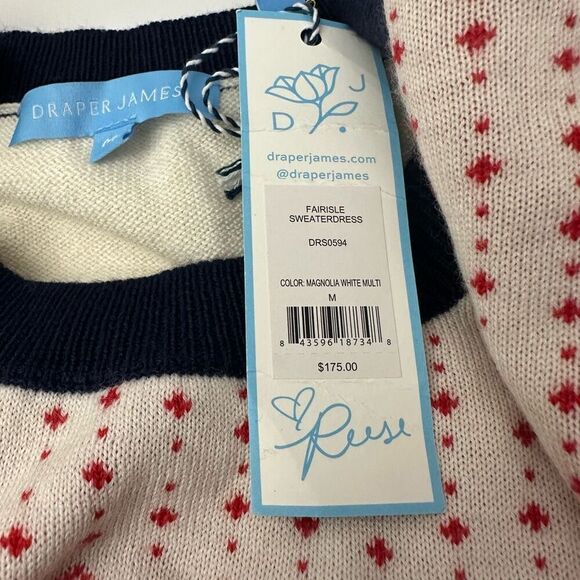 DRAPER JAMES
M
D J
draperjames.com
@draperjames
FAIRISLE
SWEATERDRESS
DRS0594
COLOR: MAGNOLIA WHITE MULTI
M
8 43596 18734 8
$175.00
Reese